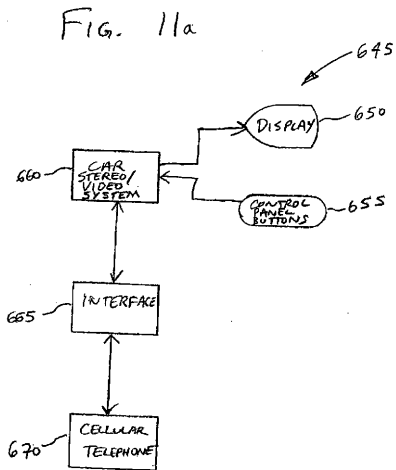 FIG. 11a
645
DISPLAY
650
660
CAR
STEREO/
VIDEO
SYSTEM
CONTROL
PANEL
BUTTONS
655
665
INTERFACE
670
CELLULAR
TELEPHONE